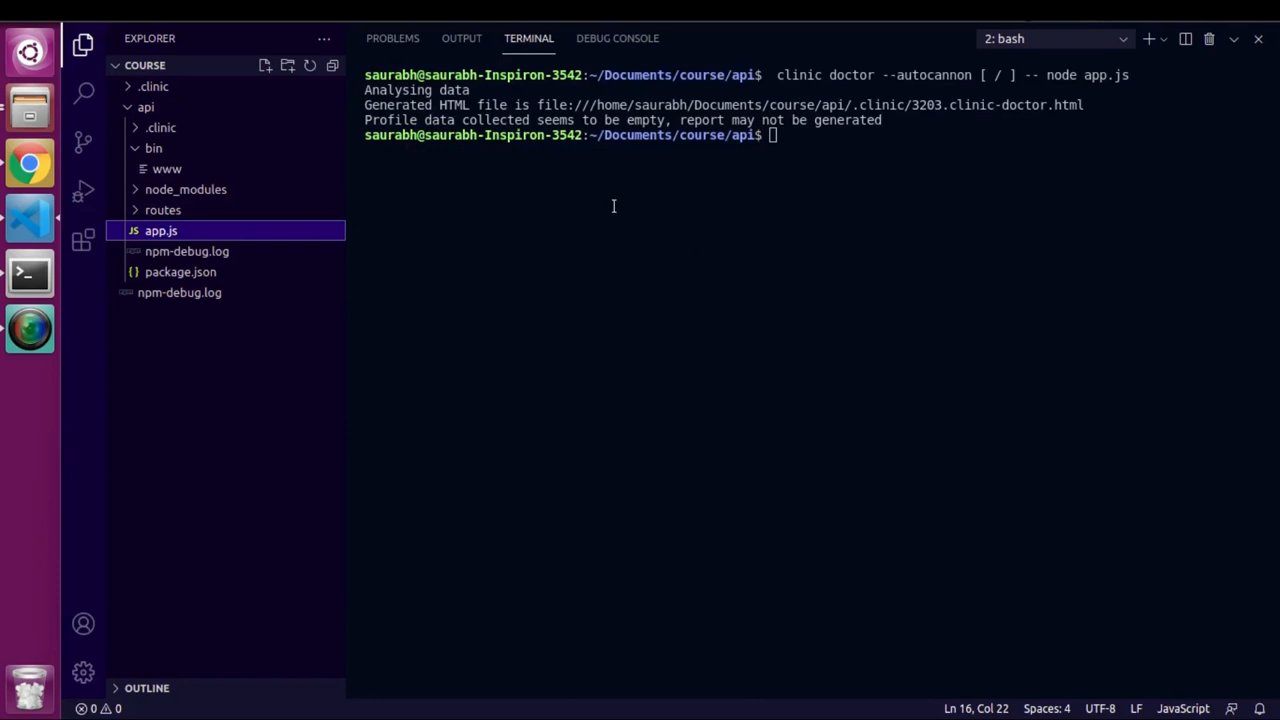 EXPLORER
COURSE
.clinic
api
.clinic
bin
www
node_modules
routes
JS app.js
npm-debug.log
{} package.json
npm-debug.log
OUTLINE
PROBLEMS OUTPUT TERMINAL DEBUG CONSOLE 2: bash
saurabh@saurabh-Inspiron-3542:~/Documents/course/api$ clinic doctor --autocannon [ / ] -- node app.js
Analysing data
Generated HTML file is file:///home/saurabh/Documents/course/api/.clinic/3203.clinic-doctor.html
Profile data collected seems to be empty, report may not be generated
saurabh@saurabh-Inspiron-3542:~/Documents/course/api$
0 0 Ln 16, Col 22 Spaces: 4 UTF-8 LF JavaScript